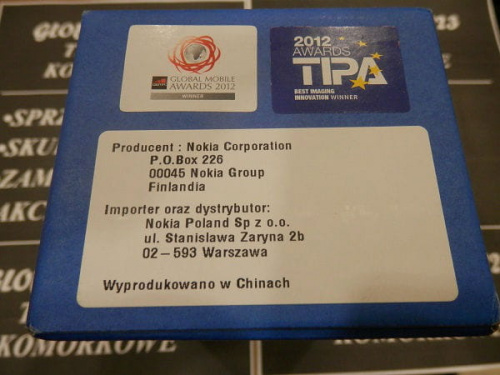 GLOBAL MOBILE
AWARDS 2012
WINNER
2012
AWARDS
TIPA
BEST IMAGING
INNOVATION WINNER
Producent : Nokia Corporation
P.O.Box 226
00045 Nokia Group
Finlandia
Importer oraz dystrybutor:
Nokia Poland Sp z o.o.
ul. Stanislawa Zaryna 2b
02 – 593 Warszawa
Wyprodukowano w Chinach
KOMÓRKOWE